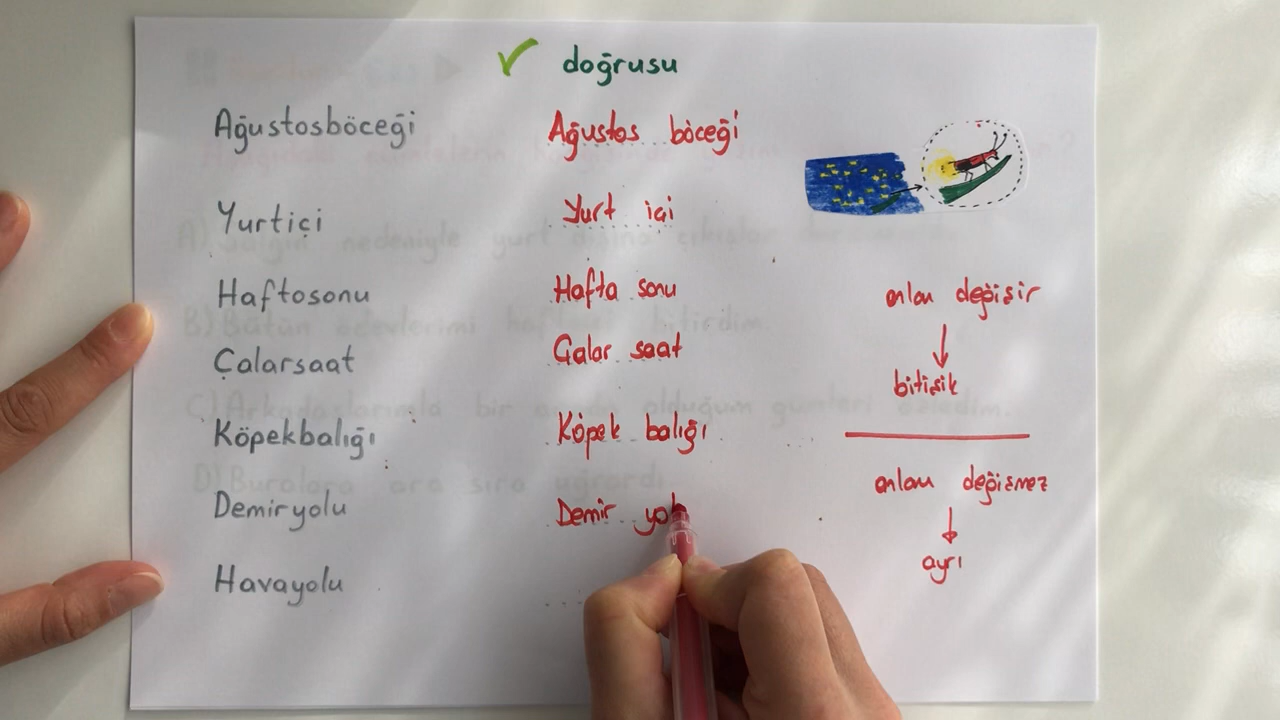 ✓ doğrusu
Ağustosböceği Ağustos böceği
Yurtiçi Yurt içi
Haftosonu Hafta sonu
Çalarsaat Çalar saat
Köpekbalığı Köpek balığı
Demiryolu Demir yol
Havayolu
anlam değişir
bitişik
anlam değişmez
ayrı